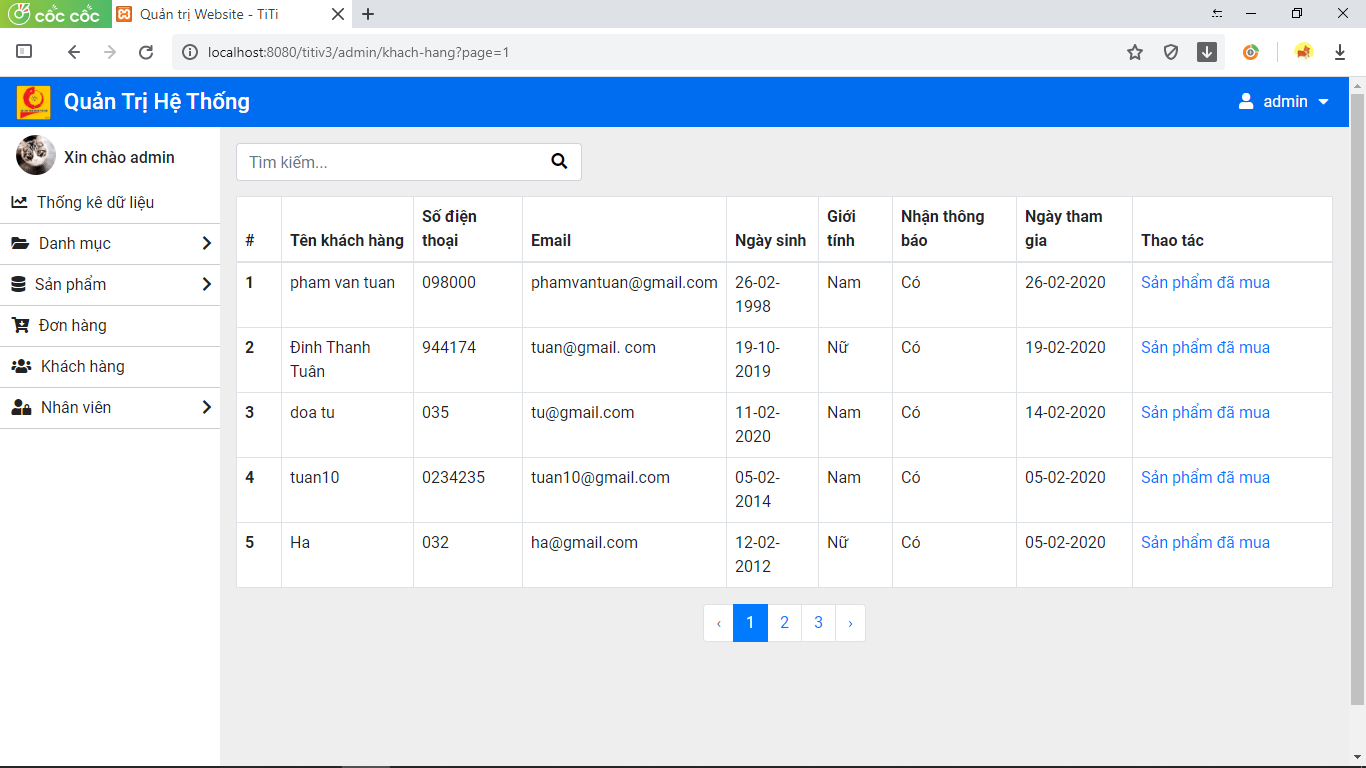 cốc cốc
Quản trị Website - TiTi
localhost:8080/titiv3/admin/khach-hang?page=1
Quản Trị Hệ Thống
admin
Xin chào admin
Thống kê dữ liệu
Danh mục
Sản phẩm
Đơn hàng
Khách hàng
Nhân viên
Tìm kiếm...
# Tên khách hàng Số điện thoại Email Ngày sinh Giới tính Nhận thông báo Ngày tham gia Thao tác
1 pham van tuan 098000 phamvantuan@gmail.com 26-02-1998 Nam Có 26-02-2020 Sản phẩm đã mua
2 Đinh Thanh Tuân 944174 tuan@gmail. com 19-10-2019 Nữ Có 19-02-2020 Sản phẩm đã mua
3 doa tu 035 tu@gmail.com 11-02-2020 Nam Có 14-02-2020 Sản phẩm đã mua
4 tuan10 0234235 tuan10@gmail.com 05-02-2014 Nam Có 05-02-2020 Sản phẩm đã mua
5 Ha 032 ha@gmail.com 12-02-2012 Nữ Có 05-02-2020 Sản phẩm đã mua
‹ 1 2 3 ›